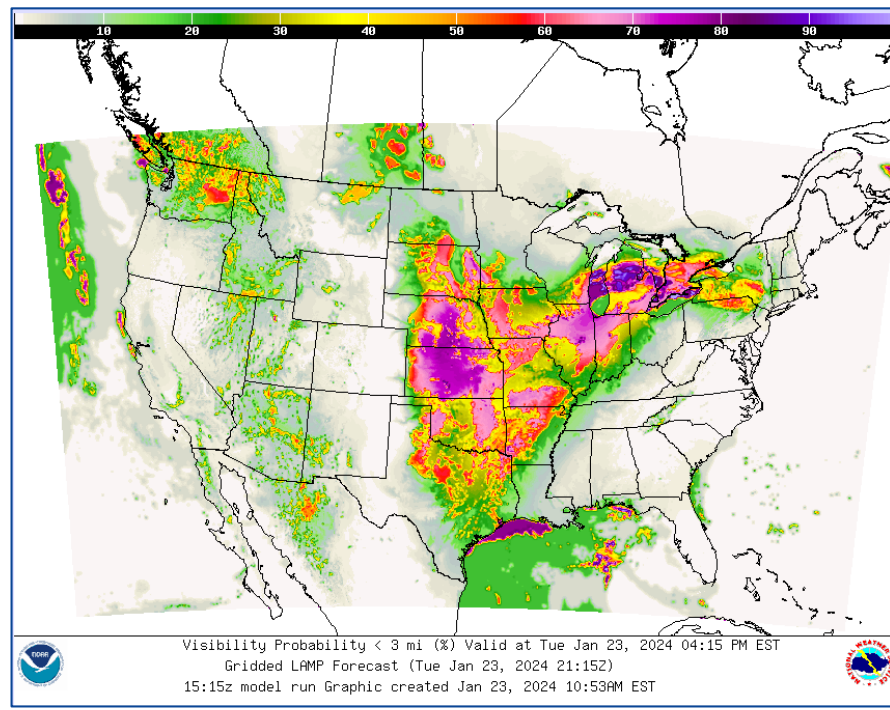 10 20 30 40 50 60 70 80 90
Visibility Probability < 3 mi (%) Valid at Tue Jan 23, 2024 04:15 PM EST
Gridded LAMP Forecast (Tue Jan 23, 2024 21:15Z)
15:15z model run Graphic created Jan 23, 2024 10:53AM EST
NOAA